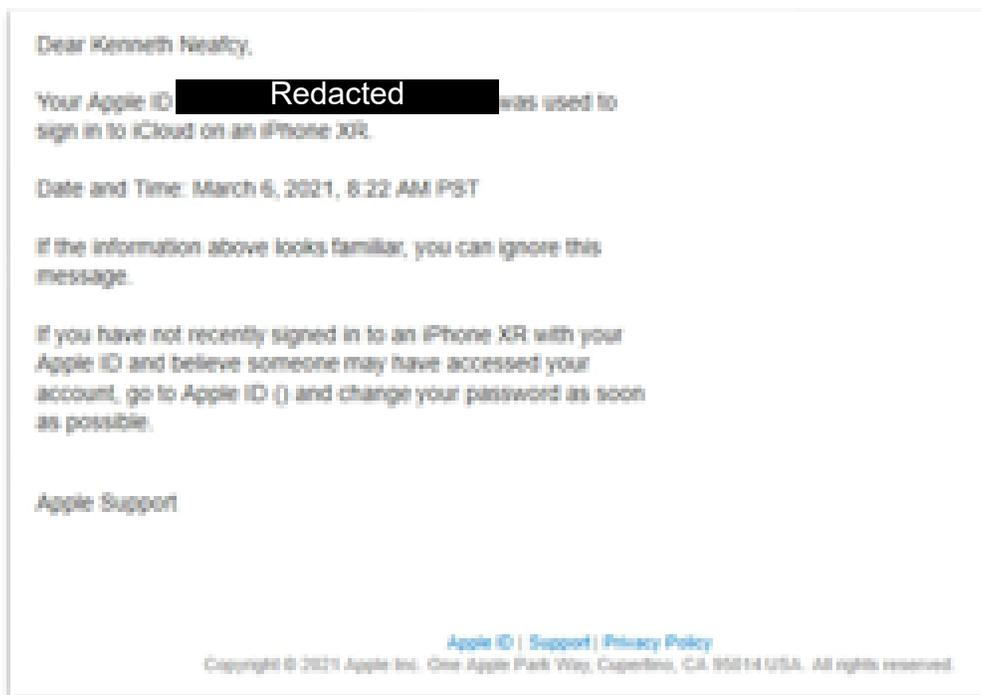 Dear Kenneth
Your Apple ID Redacted was used to
sign in to iCloud on an iPhone XR.
Date and Time: March 6, 2021, 8:22 AM PST
If the information above looks familiar, you can ignore this
message.
If you have not recently signed in to an iPhone XR with your
Apple ID and believe someone may have accessed your
account, go to Apple ID () and change your password as soon
as possible.
Apple Support
Apple ID | Support | Privacy Policy
Copyright © 2021 Apple Inc. One Apple Park Way, Cupertino, CA 95014 USA. All rights reserved.